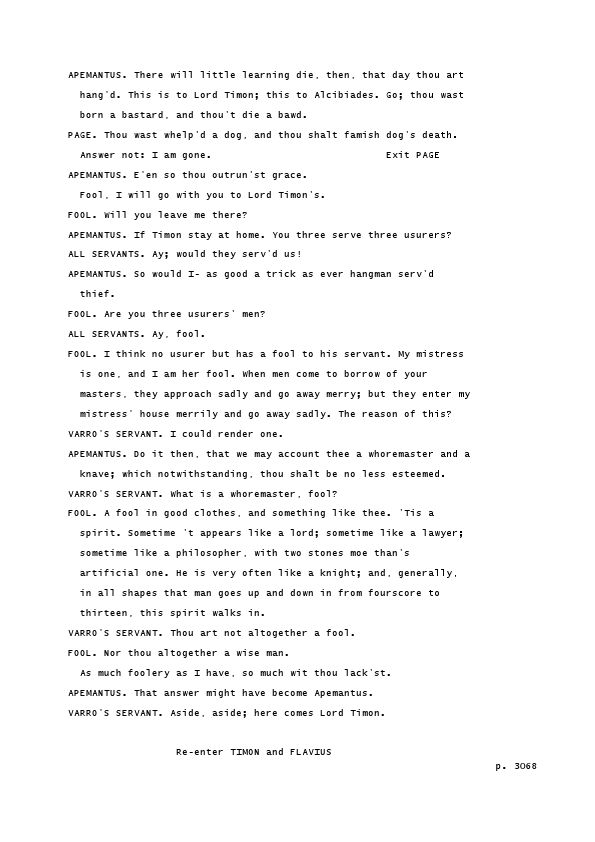 APEMANTUS. There will little learning die, then, that day thou art
hang'd. This is to Lord Timon; this to Alcibiades. Go; thou wast
born a bastard, and thou't die a bawd.
PAGE. Thou wast whelp'd a dog, and thou shalt famish dog's death.
Answer not: I am gone. Exit PAGE
APEMANTUS. E'en so thou outrun'st grace.
Fool, I will go with you to Lord Timon's.
FOOL. Will you leave me there?
APEMANTUS. If Timon stay at home. You three serve three usurers?
ALL SERVANTS. Ay; would they serv'd us!
APEMANTUS. So would I- as good a trick as ever hangman serv'd
thief.
FOOL. Are you three usurers' men?
ALL SERVANTS. Ay, fool.
FOOL. I think no usurer but has a fool to his servant. My mistress
is one, and I am her fool. When men come to borrow of your
masters, they approach sadly and go away merry; but they enter my
mistress' house merrily and go away sadly. The reason of this?
VARRO'S SERVANT. I could render one.
APEMANTUS. Do it then, that we may account thee a whoremaster and a
knave; which notwithstanding, thou shalt be no less esteemed.
VARRO'S SERVANT. What is a whoremaster, fool?
FOOL. A fool in good clothes, and something like thee. 'Tis a
spirit. Sometime 't appears like a lord; sometime like a lawyer;
sometime like a philosopher, with two stones moe than's
artificial one. He is very often like a knight; and, generally,
in all shapes that man goes up and down in from fourscore to
thirteen, this spirit walks in.
VARRO'S SERVANT. Thou art not altogether a fool.
FOOL. Nor thou altogether a wise man.
As much foolery as I have, so much wit thou lack'st.
APEMANTUS. That answer might have become Apemantus.
VARRO'S SERVANT. Aside, aside; here comes Lord Timon.
Re-enter TIMON and FLAVIUS
p. 3068